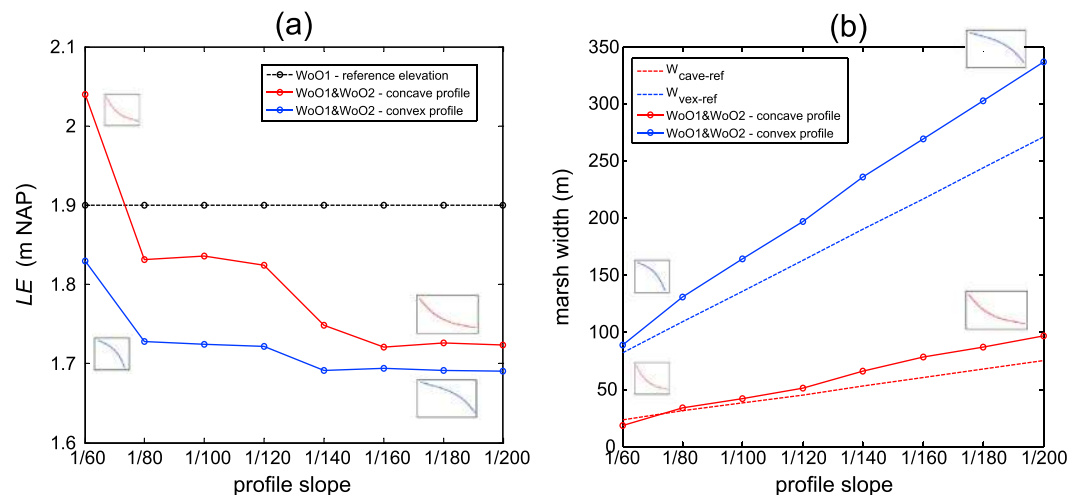 (a)
2.1
2
1.9
1.8
1.7
1.6
LE (m NAP)
WoO1 - reference elevation
WoO1&WoO2 - concave profile
WoO1&WoO2 - convex profile
1/60 1/80 1/100 1/120 1/140 1/160 1/180 1/200
profile slope
(b)
350
300
250
200
150
100
50
0
marsh width (m)
Wcave-ref
Wvex-ref
WoO1&WoO2 - concave profile
WoO1&WoO2 - convex profile
1/60 1/80 1/100 1/120 1/140 1/160 1/180 1/200
profile slope